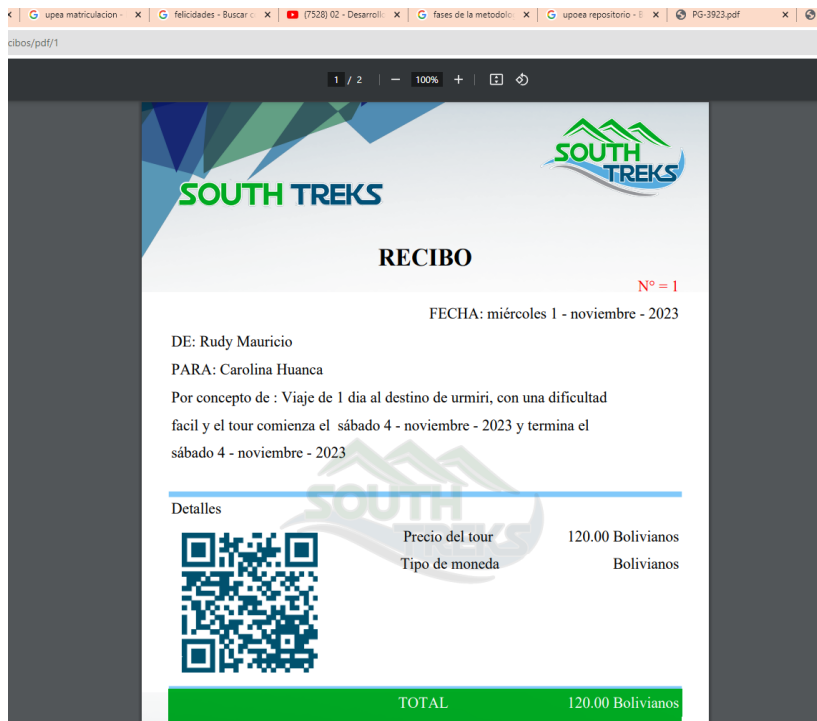 upea matriculacion -
felicidades - Buscar c
(7528) 02 - Desarroll
fases de la metodolo
upoea repositorio - B
PG-3923.pdf
cibos/pdf/1
1 / 2
100%
SOUTH
TREKS
SOUTH TREKS
RECIBO
N° = 1
FECHA: miércoles 1 - noviembre - 2023
DE: Rudy Mauricio
PARA: Carolina Huanca
Por concepto de : Viaje de 1 dia al destino de urmiri, con una dificultad
facil y el tour comienza el sábado 4 - noviembre - 2023 y termina el
sábado 4 - noviembre - 2023
SOUTH
TREKS
Detalles
Precio del tour 120.00 Bolivianos
Tipo de moneda Bolivianos
TOTAL 120.00 Bolivianos